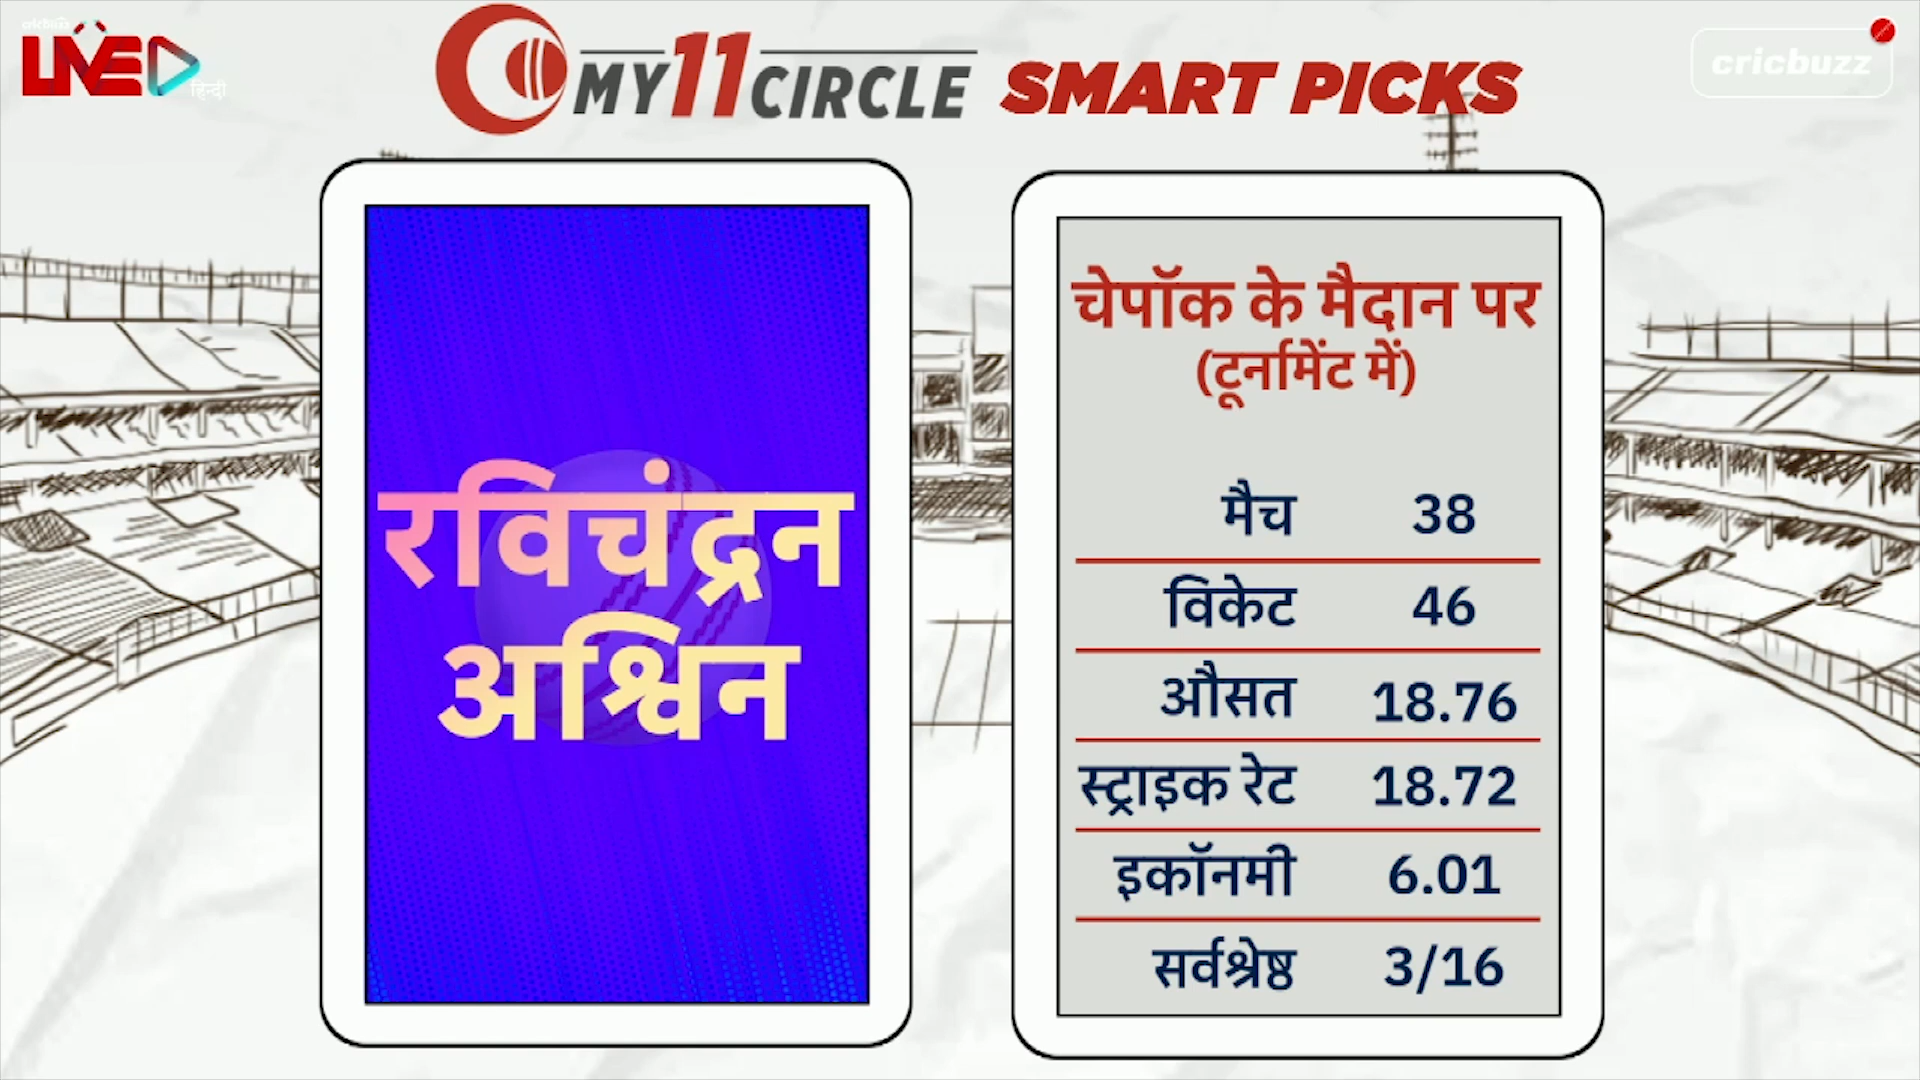 cricbuzz
LIVE
हिन्दी
MY11CIRCLE SMART PICKS
cricbuzz
रविचंद्रन
अश्विन
चेपॉक के मैदान पर
(टूर्नामेंट में)
मैच 38
विकेट 46
औसत 18.76
स्ट्राइक रेट 18.72
इकॉनमी 6.01
सर्वश्रेष्ठ 3/16